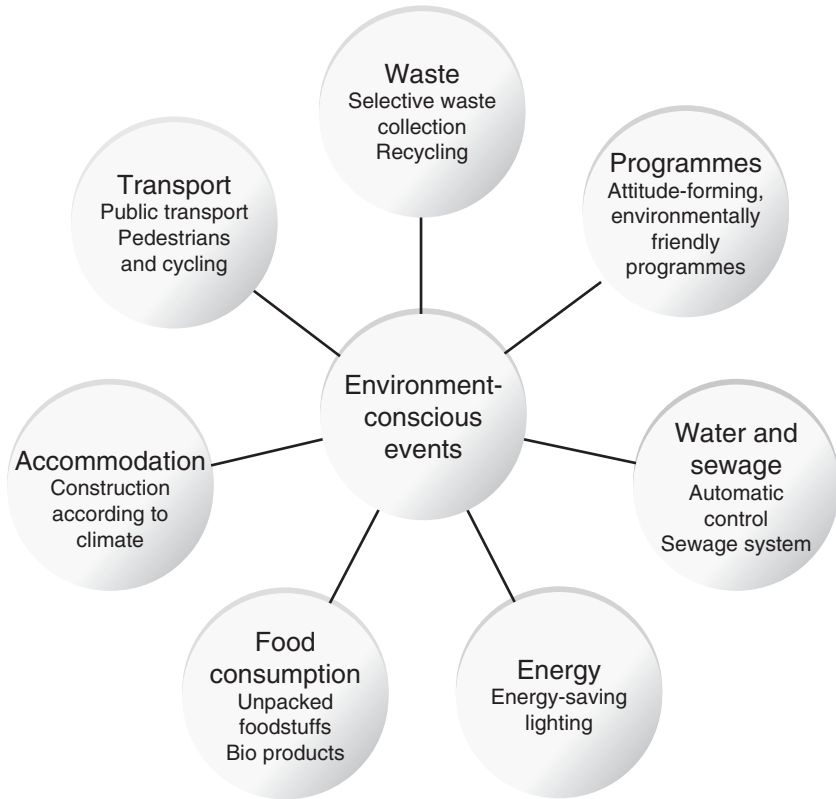 Waste
Selective waste
collection
Recycling
Programmes
Attitude-forming,
environmentally
friendly
programmes
Transport
Public transport
Pedestrians
and cycling
Environment-
conscious
events
Water and
sewage
Automatic
control
Sewage system
Accommodation
Construction
according to
climate
Food
consumption
Unpacked
foodstuffs
Bio products
Energy
Energy-saving
lighting